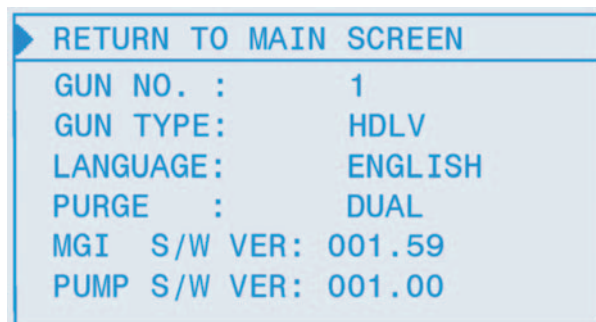 RETURN TO MAIN SCREEN
GUN NO. : 1
GUN TYPE: HDLV
LANGUAGE: ENGLISH
PURGE : DUAL
MGI S/W VER: 001.59
PUMP S/W VER: 001.00